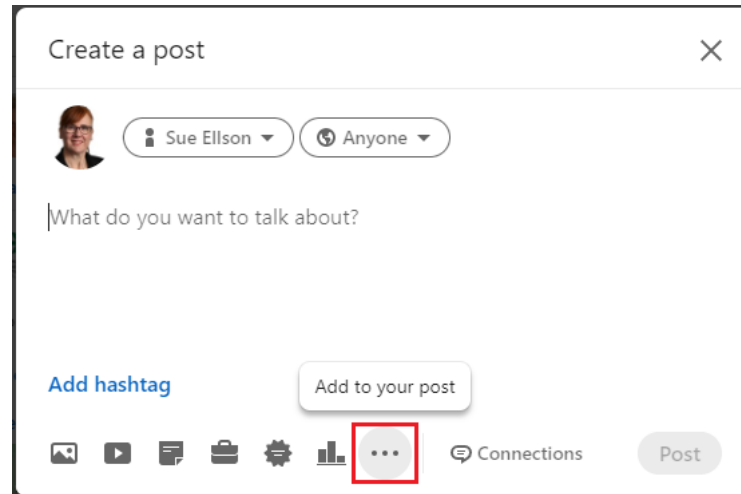 Create a post
Sue Ellson
Anyone
What do you want to talk about?
Add hashtag
Add to your post
Connections
Post